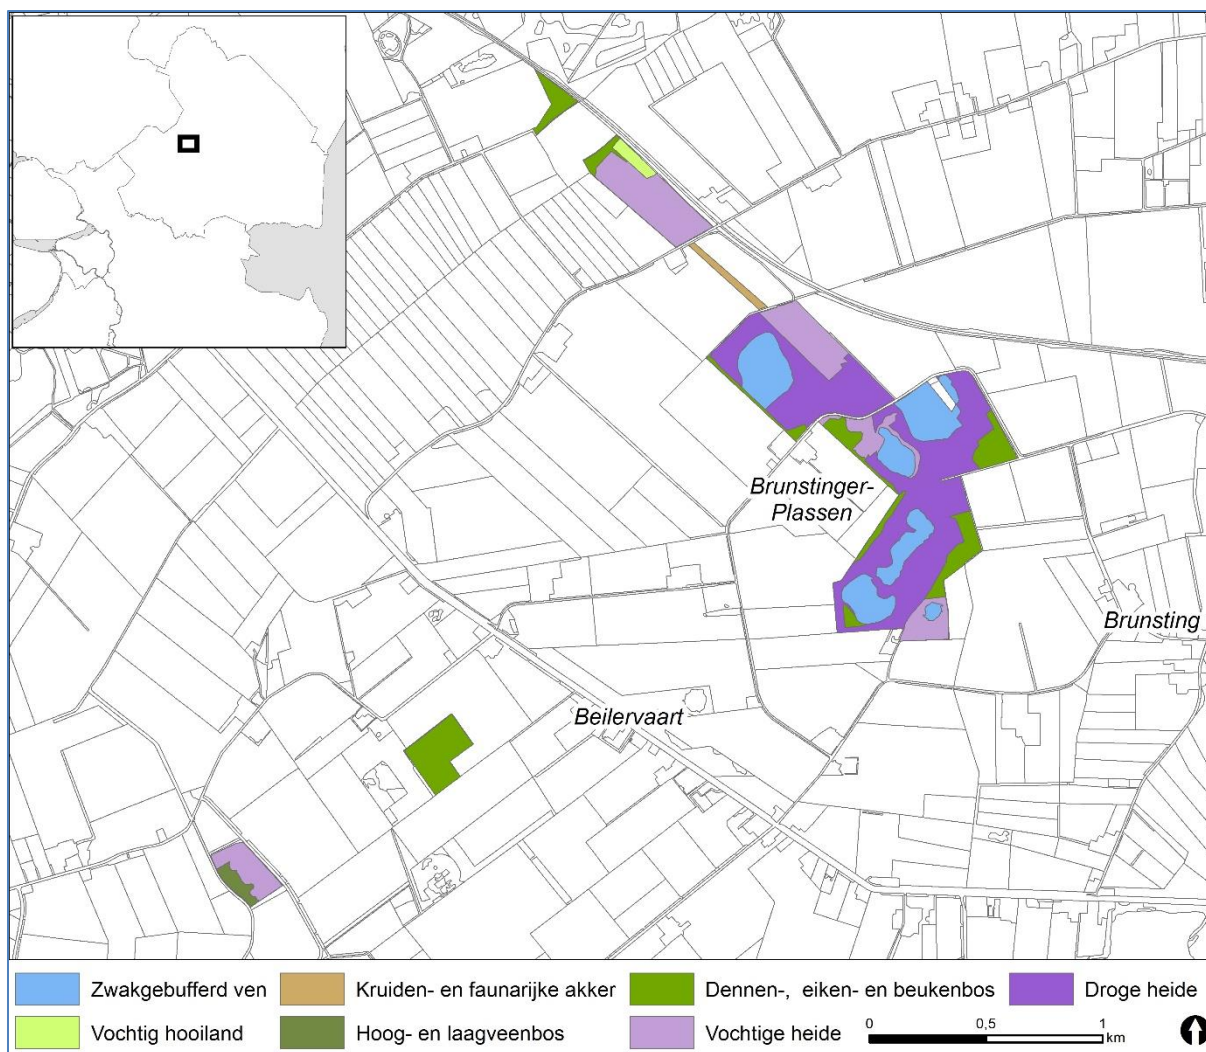 Brunstinger-
Plassen
Brunsting
Beilervaart
Zwakgebufferd ven
Kruiden- en faunarijke akker
Dennen-, eiken- en beukenbos
Droge heide
Vochtig hooiland
Hoog- en laagveenbos
Vochtige heide
0 0,5 1
km